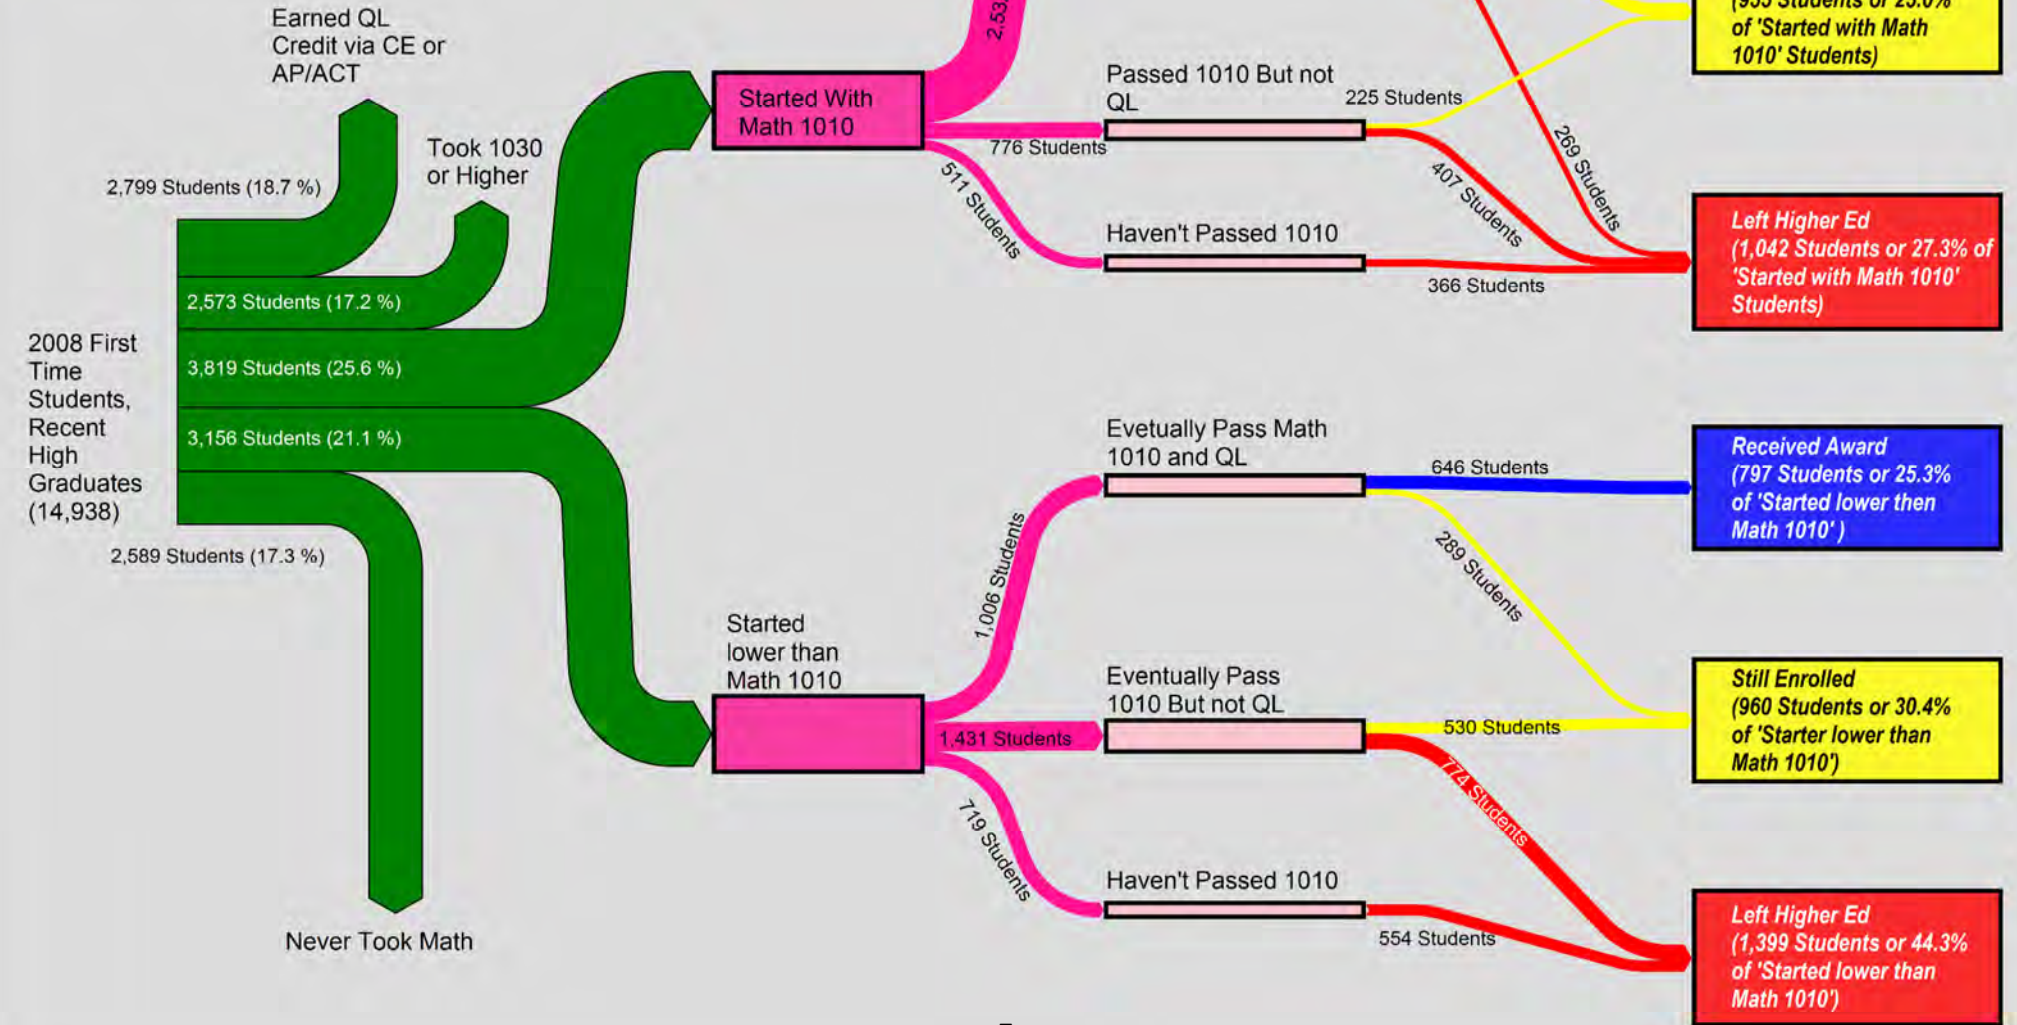 Earned QL
Credit via CE or
AP/ACT
2,799 Students (18.7 %)
Took 1030
or Higher
2,573 Students (17.2 %)
3,819 Students (25.6 %)
3,156 Students (21.1 %)
2,589 Students (17.3 %)
2008 First
Time
Students,
Recent
High
Graduates
(14,938)
Never Took Math
Started With
Math 1010
776 Students
511 Students
Passed 1010 But not
QL
225 Students
407 Students
269 Students
Haven't Passed 1010
366 Students
of 'Started with Math
1010' Students)
Left Higher Ed
(1,042 Students or 27.3% of
'Started with Math 1010'
Students)
Started
lower than
Math 1010
1,006 Students
1,431 Students
719 Students
Evetually Pass Math
1010 and QL
646 Students
289 Students
Eventually Pass
1010 But not QL
530 Students
774 Students
Haven't Passed 1010
554 Students
Received Award
(797 Students or 25.3%
of 'Started lower then
Math 1010' )
Still Enrolled
(960 Students or 30.4%
of 'Starter lower than
Math 1010')
Left Higher Ed
(1,399 Students or 44.3%
of 'Started lower than
Math 1010')